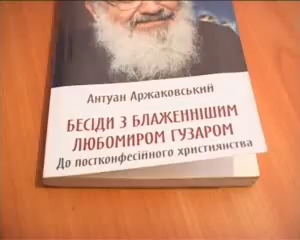 Антуан Аржаковський
БЕСІДИ З БЛАЖЕННІШИМ
ЛЮБОМИРОМ ГУЗАРОМ
До постконфесійного християнства